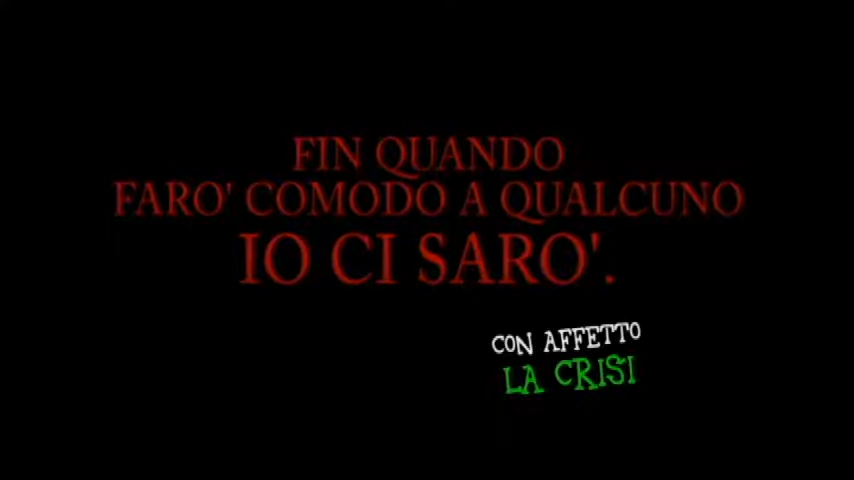 FIN QUANDO
FARO' COMODO A QUALCUNO
IO CI SARO'.
CON AFFETTO
LA CRISI